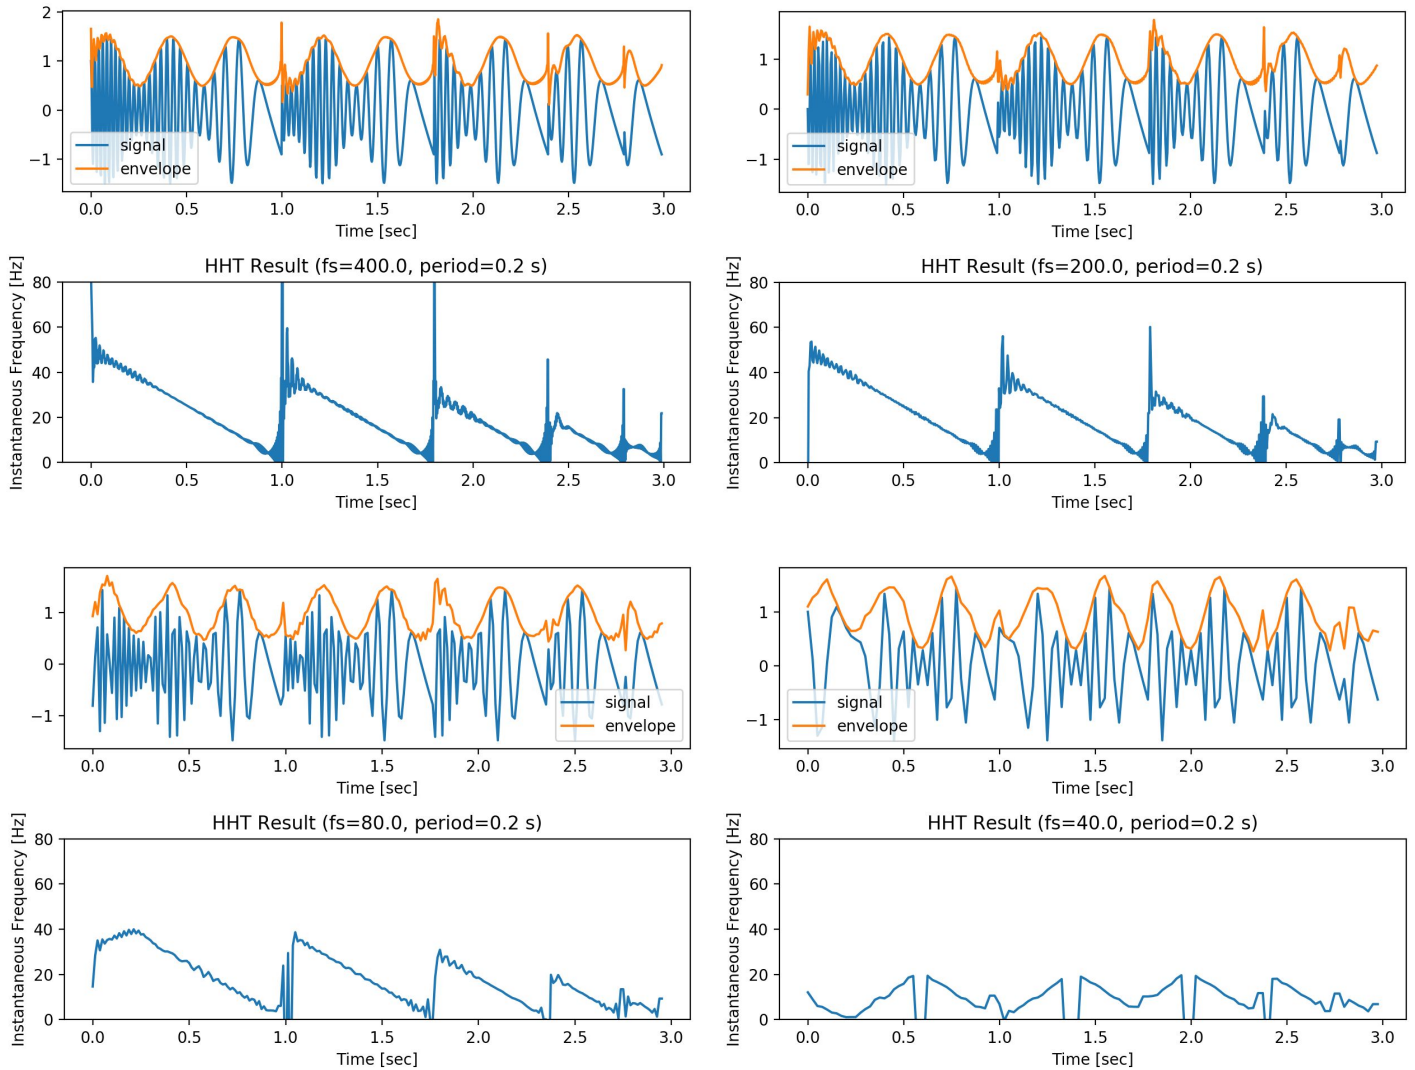 2
1
0
−1
signal
envelope
0.0 0.5 1.0 1.5 2.0 2.5 3.0
Time [sec]
1
0
−1
signal
envelope
0.0 0.5 1.0 1.5 2.0 2.5 3.0
Time [sec]
HHT Result (fs=400.0, period=0.2 s)
Instantaneous Frequency [Hz]
80
60
40
20
0
0.0 0.5 1.0 1.5 2.0 2.5 3.0
Time [sec]
HHT Result (fs=200.0, period=0.2 s)
Instantaneous Frequency [Hz]
80
60
40
20
0
0.0 0.5 1.0 1.5 2.0 2.5 3.0
Time [sec]
1
0
−1
signal
envelope
0.0 0.5 1.0 1.5 2.0 2.5 3.0
Time [sec]
1
0
−1
signal
envelope
0.0 0.5 1.0 1.5 2.0 2.5 3.0
Time [sec]
HHT Result (fs=80.0, period=0.2 s)
Instantaneous Frequency [Hz]
80
60
40
20
0
0.0 0.5 1.0 1.5 2.0 2.5 3.0
Time [sec]
HHT Result (fs=40.0, period=0.2 s)
Instantaneous Frequency [Hz]
80
60
40
20
0
0.0 0.5 1.0 1.5 2.0 2.5 3.0
Time [sec]